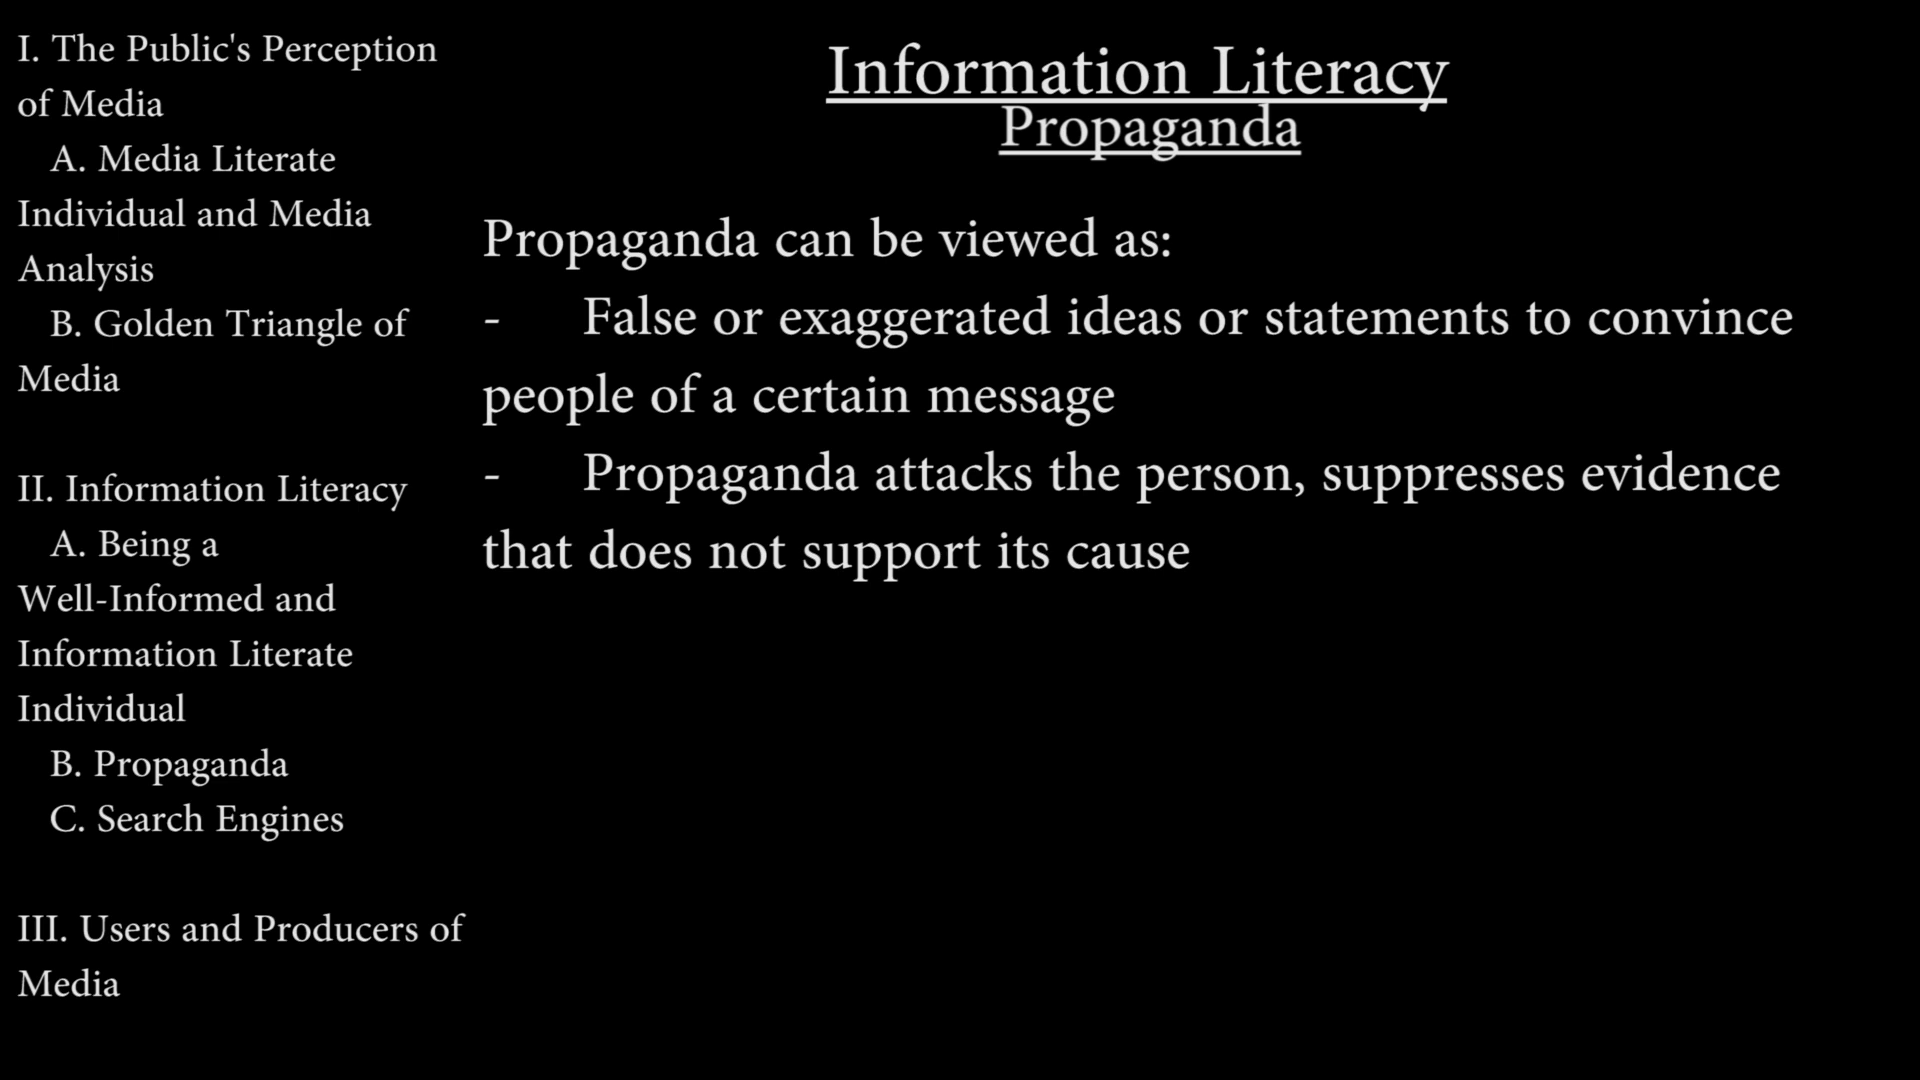 I. The Public's Perception
of Media
A. Media Literate
Individual and Media
Analysis
B. Golden Triangle of
Media
II. Information Literacy
A. Being a
Well-Informed and
Information Literate
Individual
B. Propaganda
C. Search Engines
III. Users and Producers of
Media
Information Literacy
Propaganda
Propaganda can be viewed as:
- False or exaggerated ideas or statements to convince
people of a certain message
- Propaganda attacks the person, suppresses evidence
that does not support its cause